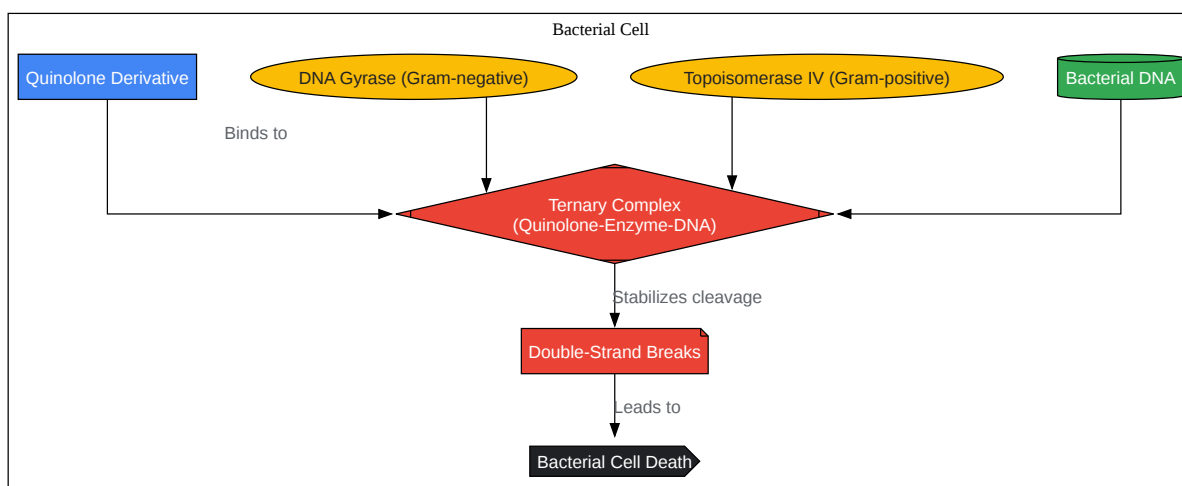 Bacterial Cell
Quinolone Derivative
DNA Gyrase (Gram-negative)
Topoisomerase IV (Gram-positive)
Bacterial DNA
Binds to
Ternary Complex
(Quinolone-Enzyme-DNA)
Stabilizes cleavage
Double-Strand Breaks
Leads to
Bacterial Cell Death